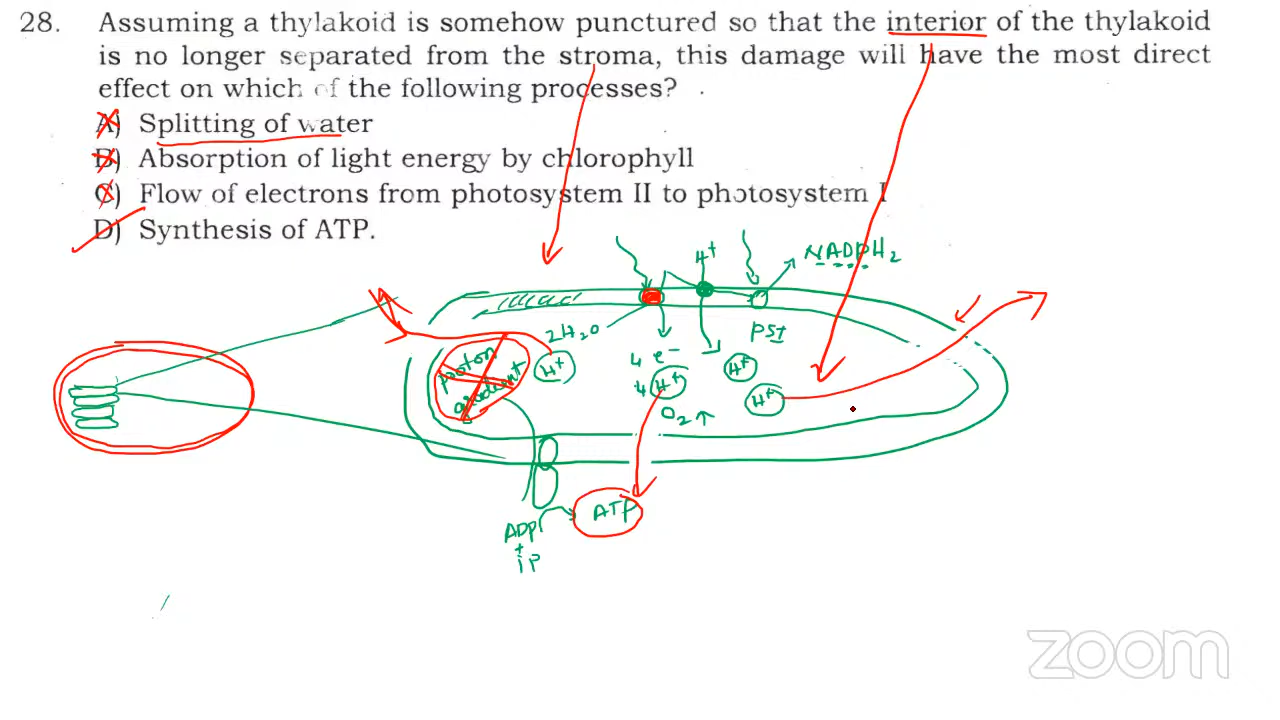 28. Assuming a thylakoid is somehow punctured so that the interior of the thylakoid
is no longer separated from the stroma, this damage will have the most direct
effect on which of the following processes?
A) Splitting of water
B) Absorption of light energy by chlorophyll
C) Flow of electrons from photosystem II to photosystem I
D) Synthesis of ATP.
H+
NADPH2
2H2O
PSI
proton
gradient
H+
4 e-
4 H+
H+
H+
O2↑
ATP
ADP
+
iP
zoom